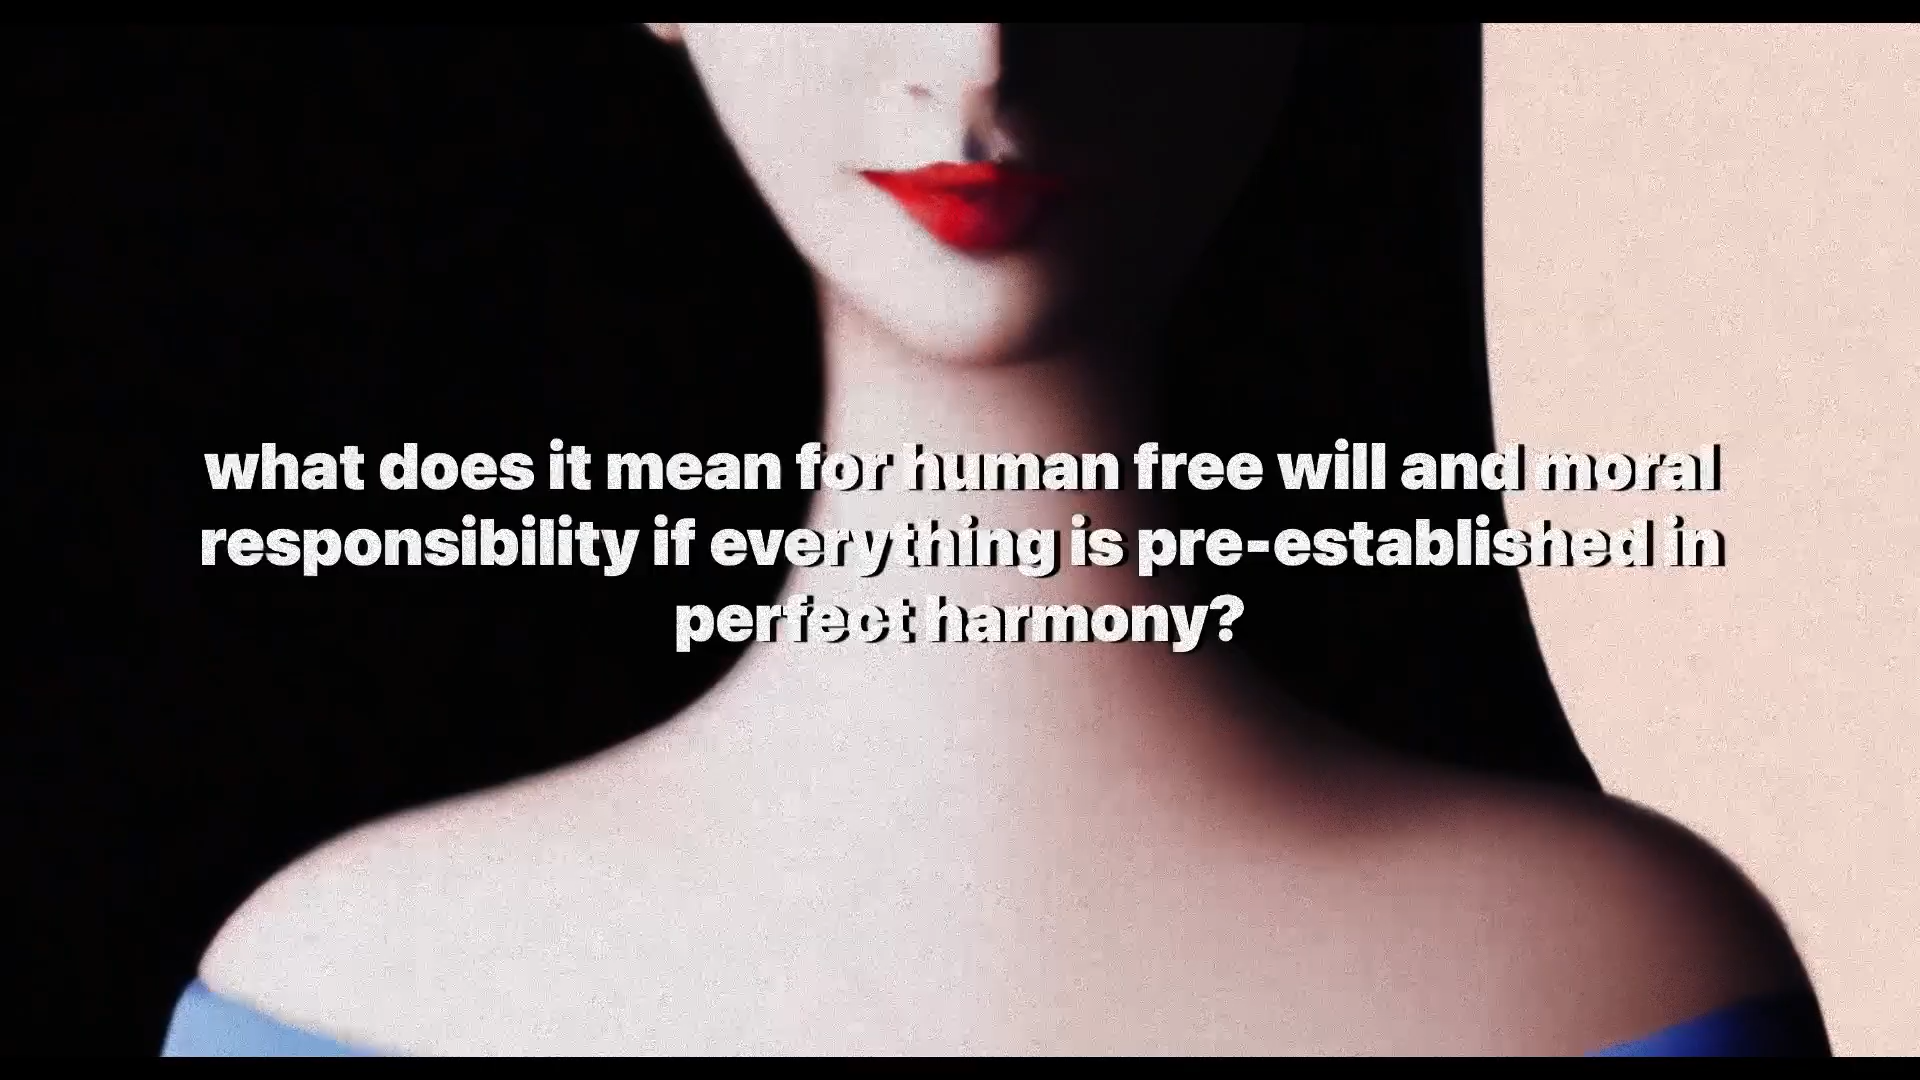 what does it mean for human free will and moral
responsibility if everything is pre-established in
perfect harmony?